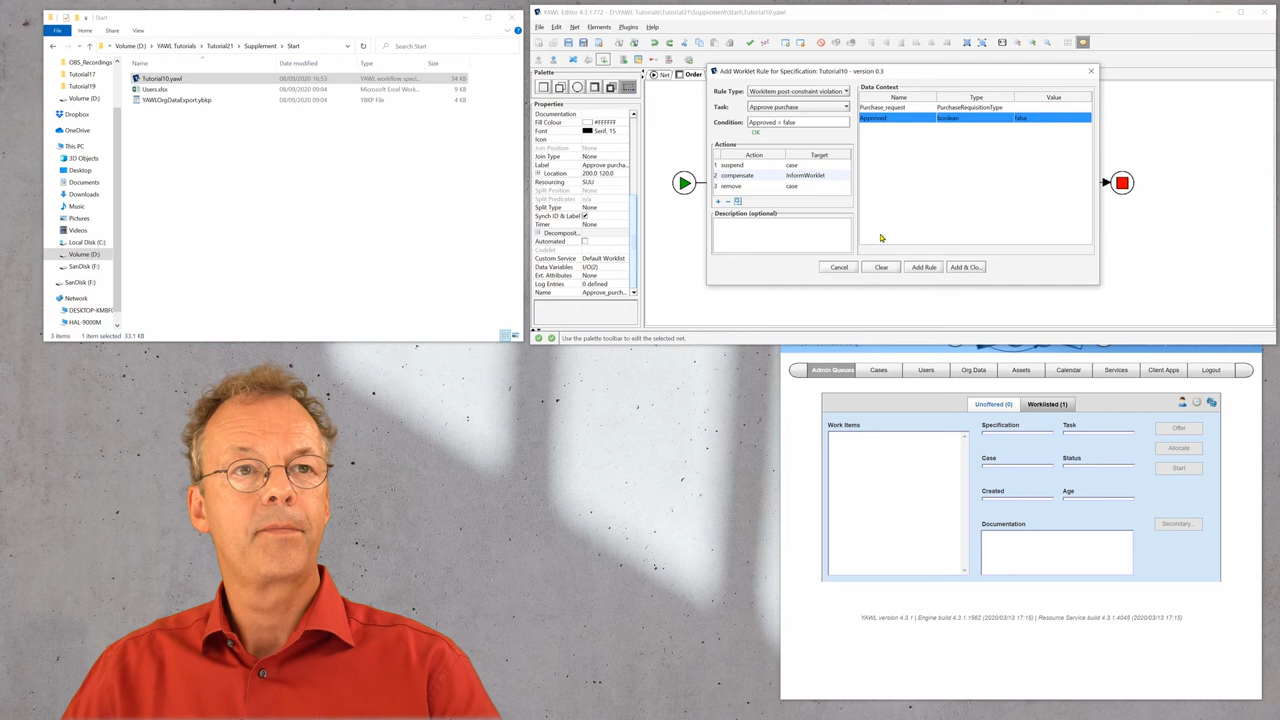 Start
File
Home
Share
View
Volume (D:)
YAWL Tutorials
Tutorial21
Supplement
Start
Search Start
Name
Date modified
Type
Size
OBS_Recordings
Tutorial17
Tutorial19
Volume (D:)
Dropbox
OneDrive
This PC
3D Objects
Desktop
Documents
Downloads
Music
Pictures
Videos
Local Disk (C:)
Volume (D:)
SanDisk (F:)
SanDisk (F:)
Network
HAL-9000M
Tutorial10.yawl
08/09/2020 16:53
YAWL workflow speci...
34 KB
Users.xlsx
08/09/2020 09:04
Microsoft Excel Work...
9 KB
YAWLOrgDataExport.ybkp
08/09/2020 09:04
YBKP File
4 KB
3 items
1 item selected 33.1 KB
YAWL Editor 4.3.1.772 - D:\YAWL Tutorials\Tutorial21\Supplement\Start\Tutorial10.yawl
File Edit Net Elements Plugins Help
Palette
Net
Order
Properties
Documentation
Fill Colour #FFFFFF
Font Serif, 15
Icon
Join Position None
Join Type None
Label Approve purcha...
Location 200.0 120.0
Resourcing SUU
Split Position None
Split Predicates n/a
Split Type None
Synch ID & Label
Timer None
Decomposit...
Automated
Codelet
Custom Service Default Worklist
Data Variables I/O(2)
Ext. Attributes None
Log Entries 0 defined
Name Approve_purch...
Use the palette toolbar to edit the selected net.
Add Worklet Rule for Specification: Tutorial10 - version 0.3
Rule Type: Workitem post-constraint violation
Task: Approve purchase
Condition: Approved = false
OK
Actions
Action Target
1 suspend case
2 compensate InformWorklet
3 remove case
Description (optional)
Data Context
Name Type Value
Purchase_request PurchaseRequisitionType
Approved boolean false
Cancel
Clear
Add Rule
Add & Clo...
Admin Queues
Cases
Users
Org Data
Assets
Calendar
Services
Client Apps
Logout
Unoffered (0)
Worklisted (1)
Work Items
Specification
Task
Case
Status
Created
Age
Documentation
Offer
Allocate
Start
Secondary...
YAWL version 4.3.1 | Engine build 4.3.1.1562 (2020/03/13 17:15) | Resource Service build 4.3.1.4045 (2020/03/13 17:15)